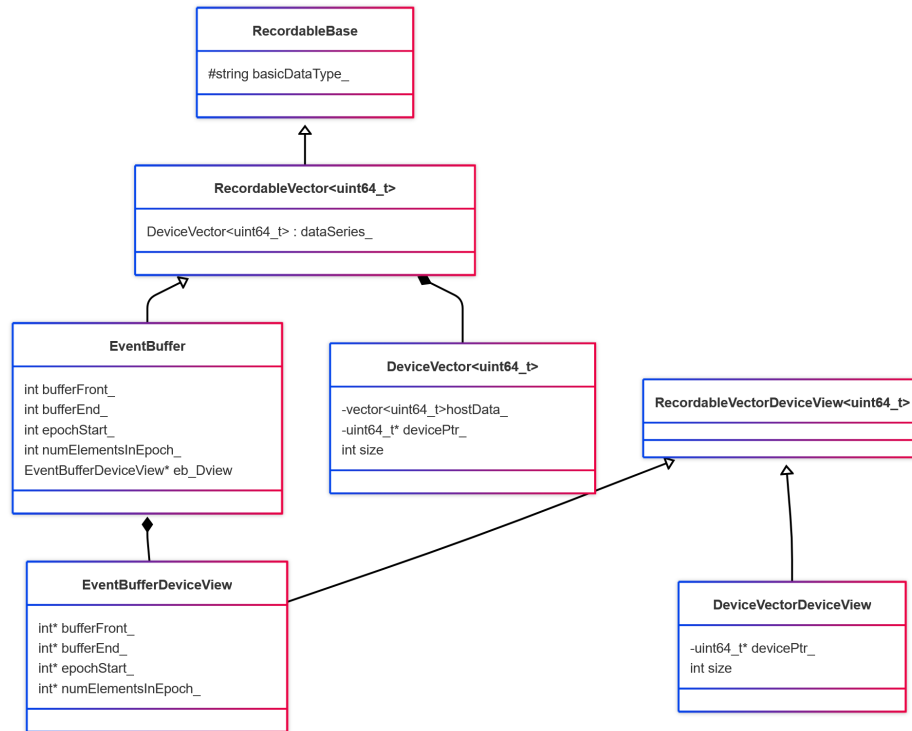 RecordableBase
#string basicDataType_
RecordableVector<uint64_t>
DeviceVector<uint64_t> : dataSeries_
EventBuffer
int bufferFront_
int bufferEnd_
int epochStart_
int numElementsInEpoch_
EventBufferDeviceView* eb_Dview
DeviceVector<uint64_t>
-vector<uint64_t>hostData_
-uint64_t* devicePtr_
int size
RecordableVectorDeviceView<uint64_t>
EventBufferDeviceView
int* bufferFront_
int* bufferEnd_
int* epochStart_
int* numElementsInEpoch_
DeviceVectorDeviceView
-uint64_t* devicePtr_
int size